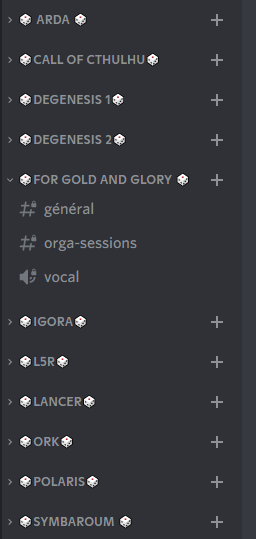 ARDA
CALL OF CTHULHU
DEGENESIS 1
DEGENESIS 2
FOR GOLD AND GLORY
général
orga-sessions
vocal
IGORA
L5R
LANCER
ORK
POLARIS
SYMBAROUM